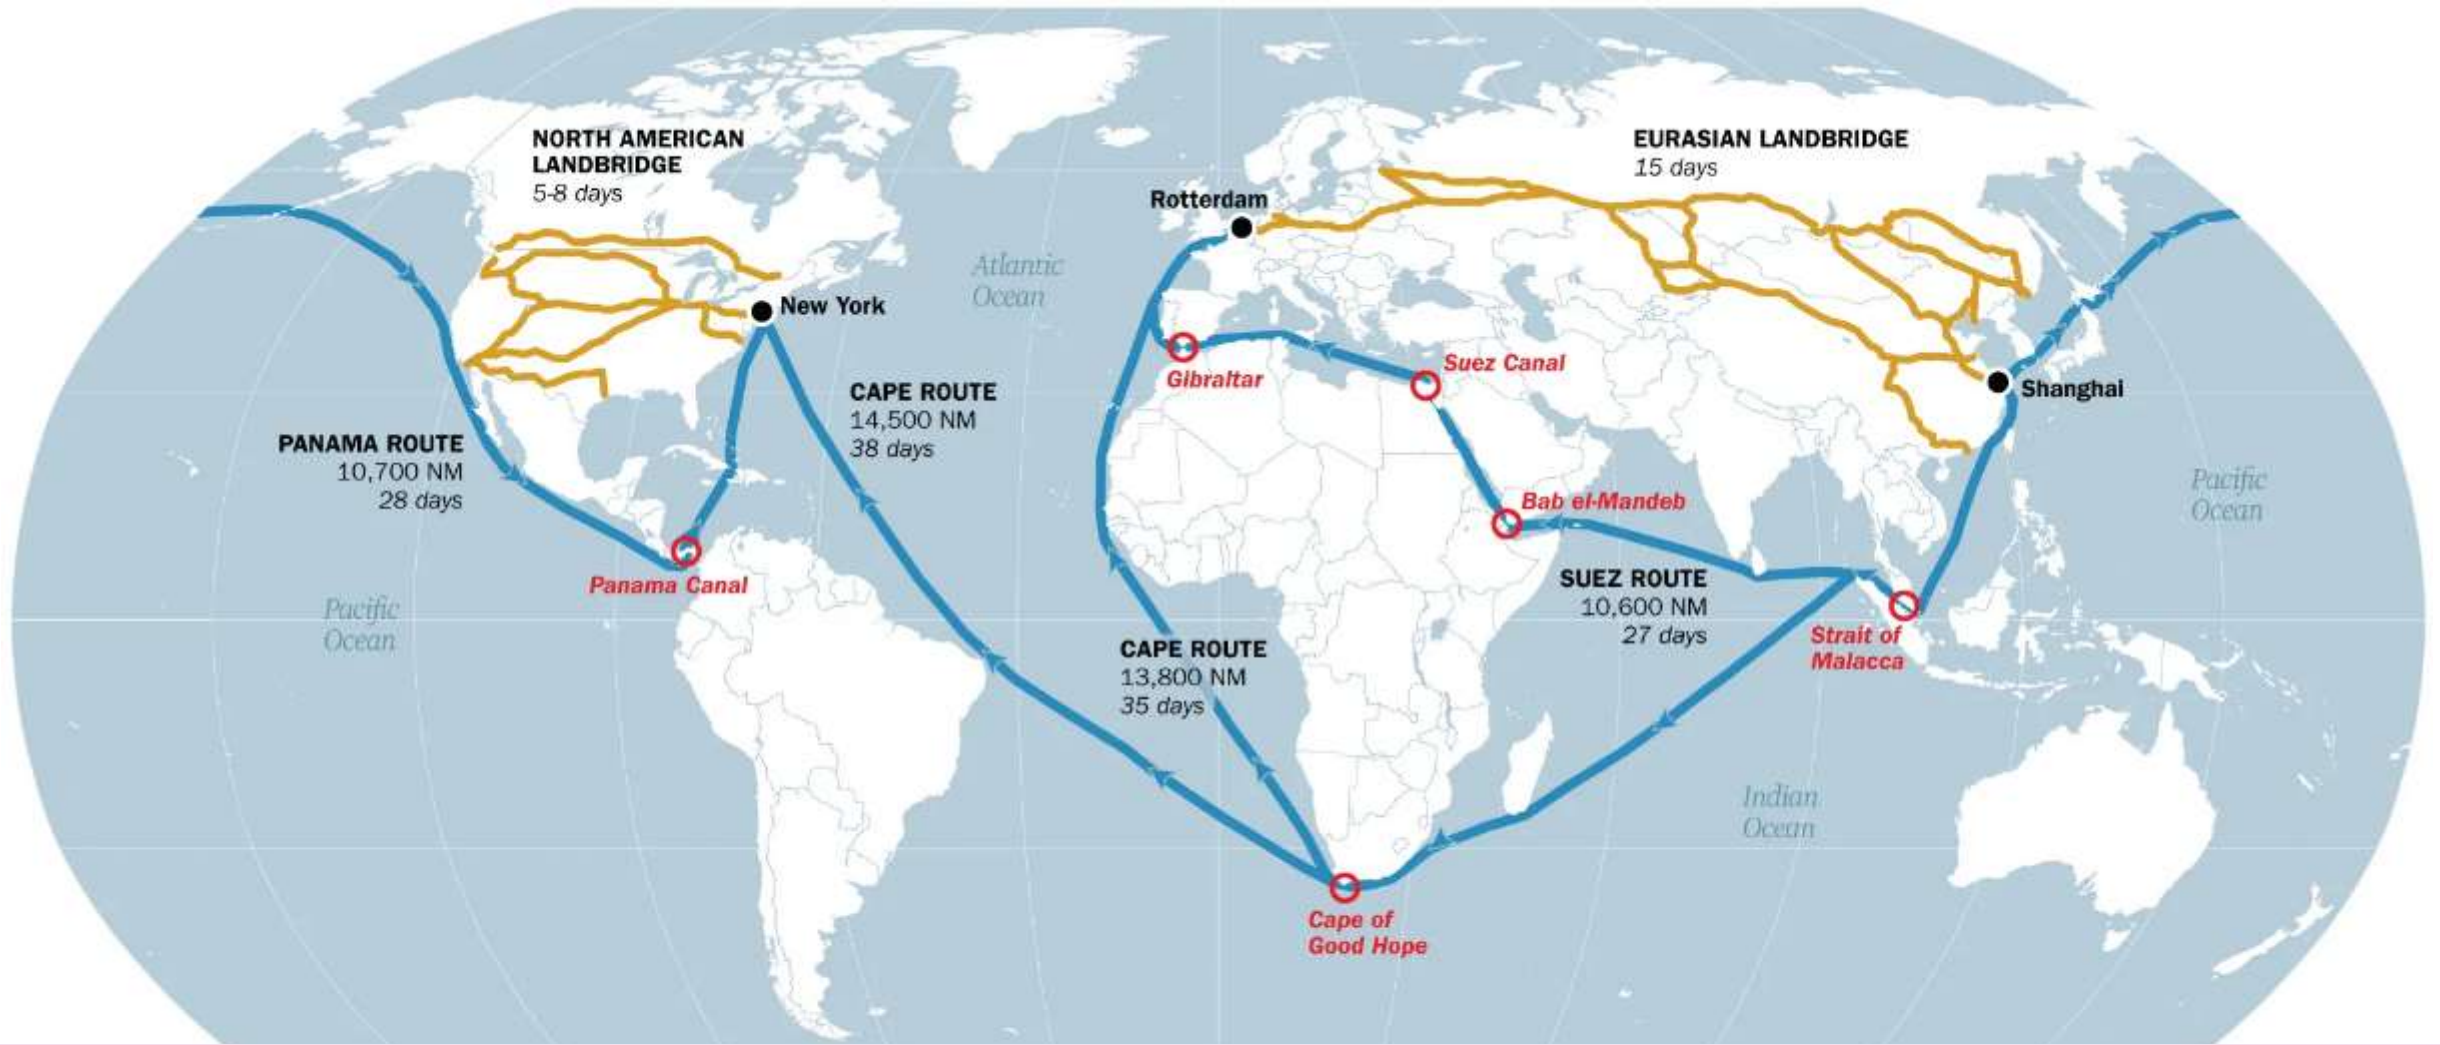 NORTH AMERICAN
LANDBRIDGE
5-8 days
EURASIAN LANDBRIDGE
15 days
Rotterdam
Atlantic
Ocean
New York
Gibraltar
Suez Canal
Shanghai
CAPE ROUTE
14,500 NM
38 days
PANAMA ROUTE
10,700 NM
28 days
Bab el-Mandeb
Pacific
Ocean
Panama Canal
SUEZ ROUTE
10,600 NM
27 days
Pacific
Ocean
Strait of
Malacca
CAPE ROUTE
13,800 NM
35 days
Indian
Ocean
Cape of
Good Hope